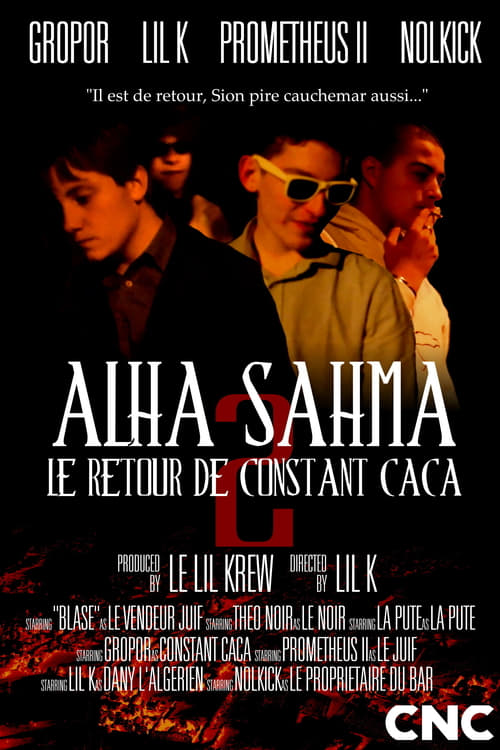 GROPOR LIL K PROMETHEUS II NOLKICK
"Il est de retour, Sion pire cauchemar aussi..."
ALHA SAHMA
2
LE RETOUR DE CONSTANT CACA
PRODUCED BY LE LIL KREW DIRECTED BY LIL K
STARRING "BLASE" AS LE VENDEUR JUIF STARRING THEO NOIR AS LE NOIR STARRING LA PUTE AS LA PUTE
STARRING GROPOR AS CONSTANT CACA STARRING PROMETHEUS II AS LE JUIF
STARRING LIL K AS DANY L'ALGERIEN STARRING NOLKICK AS LE PROPRIETAIRE DU BAR
CNC